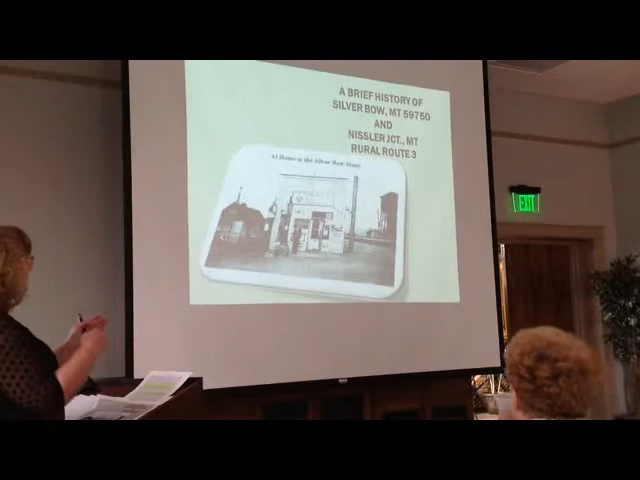 A BRIEF HISTORY OF
SILVER BOW, MT 59750
AND
NISSLER JCT., MT
RURAL ROUTE 3
At Home in the Silver Bow Store
EXIT